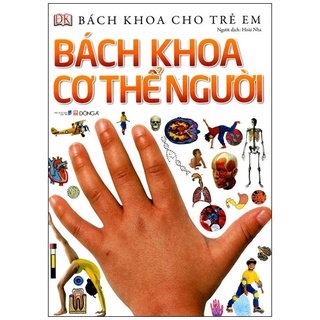 DK BÁCH KHOA CHO TRẺ EM
Người dịch: Hoài Nha
BÁCH KHOA
CƠ THỂ NGƯỜI
ĐÔNG A